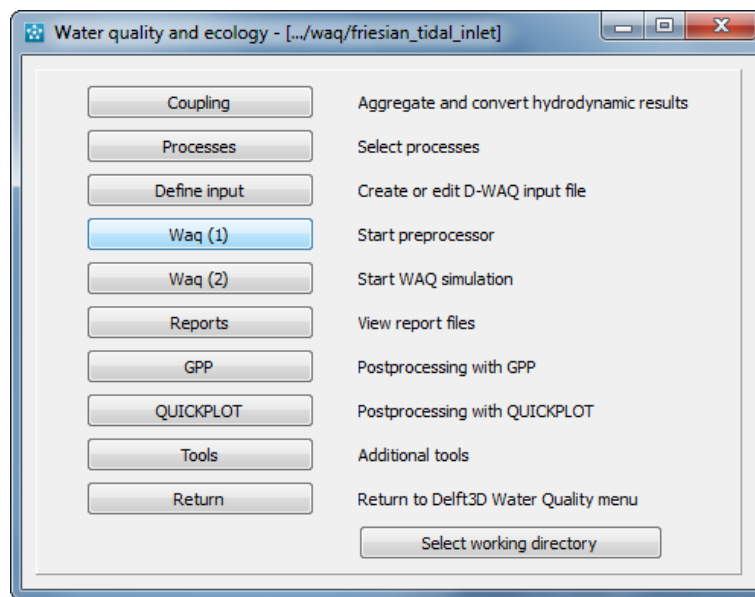 Water quality and ecology - [.../waq/friesian_tidal_inlet]
Coupling Aggregate and convert hydrodynamic results
Processes Select processes
Define input Create or edit D-WAQ input file
Waq (1) Start preprocessor
Waq (2) Start WAQ simulation
Reports View report files
GPP Postprocessing with GPP
QUICKPLOT Postprocessing with QUICKPLOT
Tools Additional tools
Return Return to Delft3D Water Quality menu
Select working directory